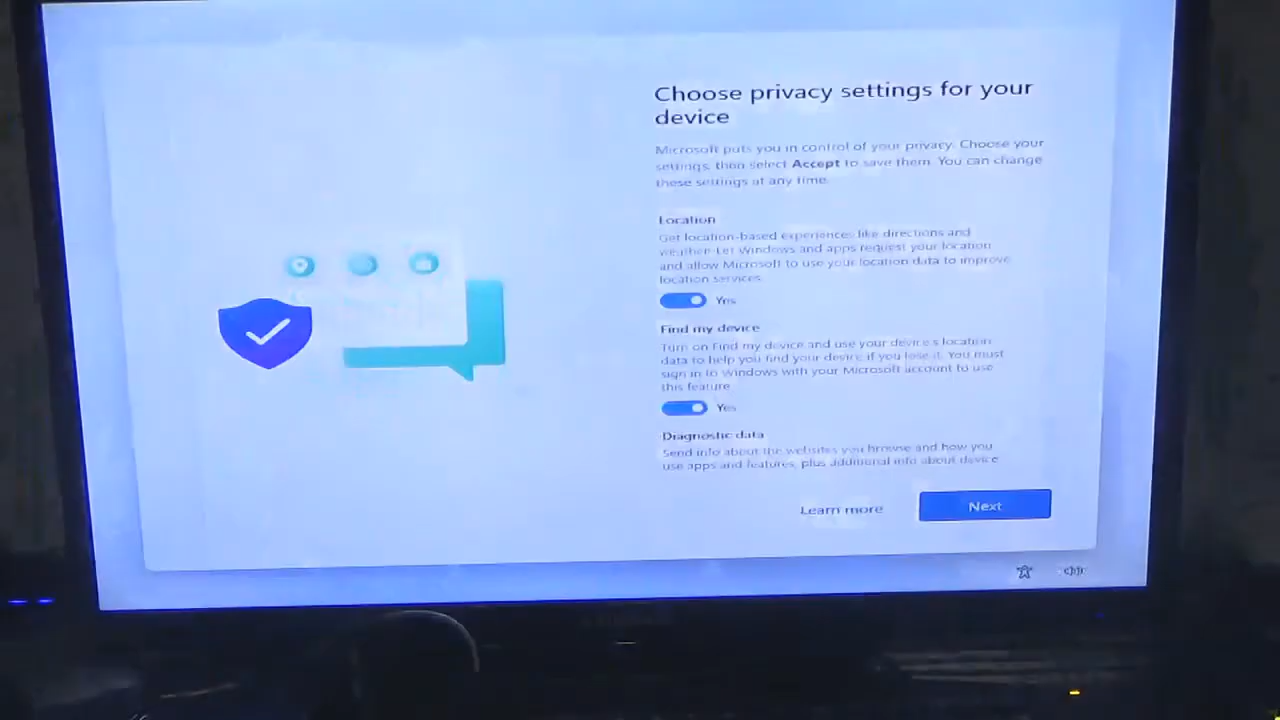 Choose privacy settings for your
device
Microsoft puts you in control of your privacy. Choose your
settings, then select Accept to save them. You can change
these settings at any time.
Location
Get location-based experiences like directions and
weather. Let Windows and apps request your location
and allow Microsoft to use your location data to improve
location services.
Yes
Find my device
Turn on Find my device and use your device's location
data to help you find your device if you lose it. You must
sign in to Windows with your Microsoft account to use
this feature.
Yes
Diagnostic data
Send info about the websites you browse and how you
use apps and features, plus additional info about device
Learn more
Next